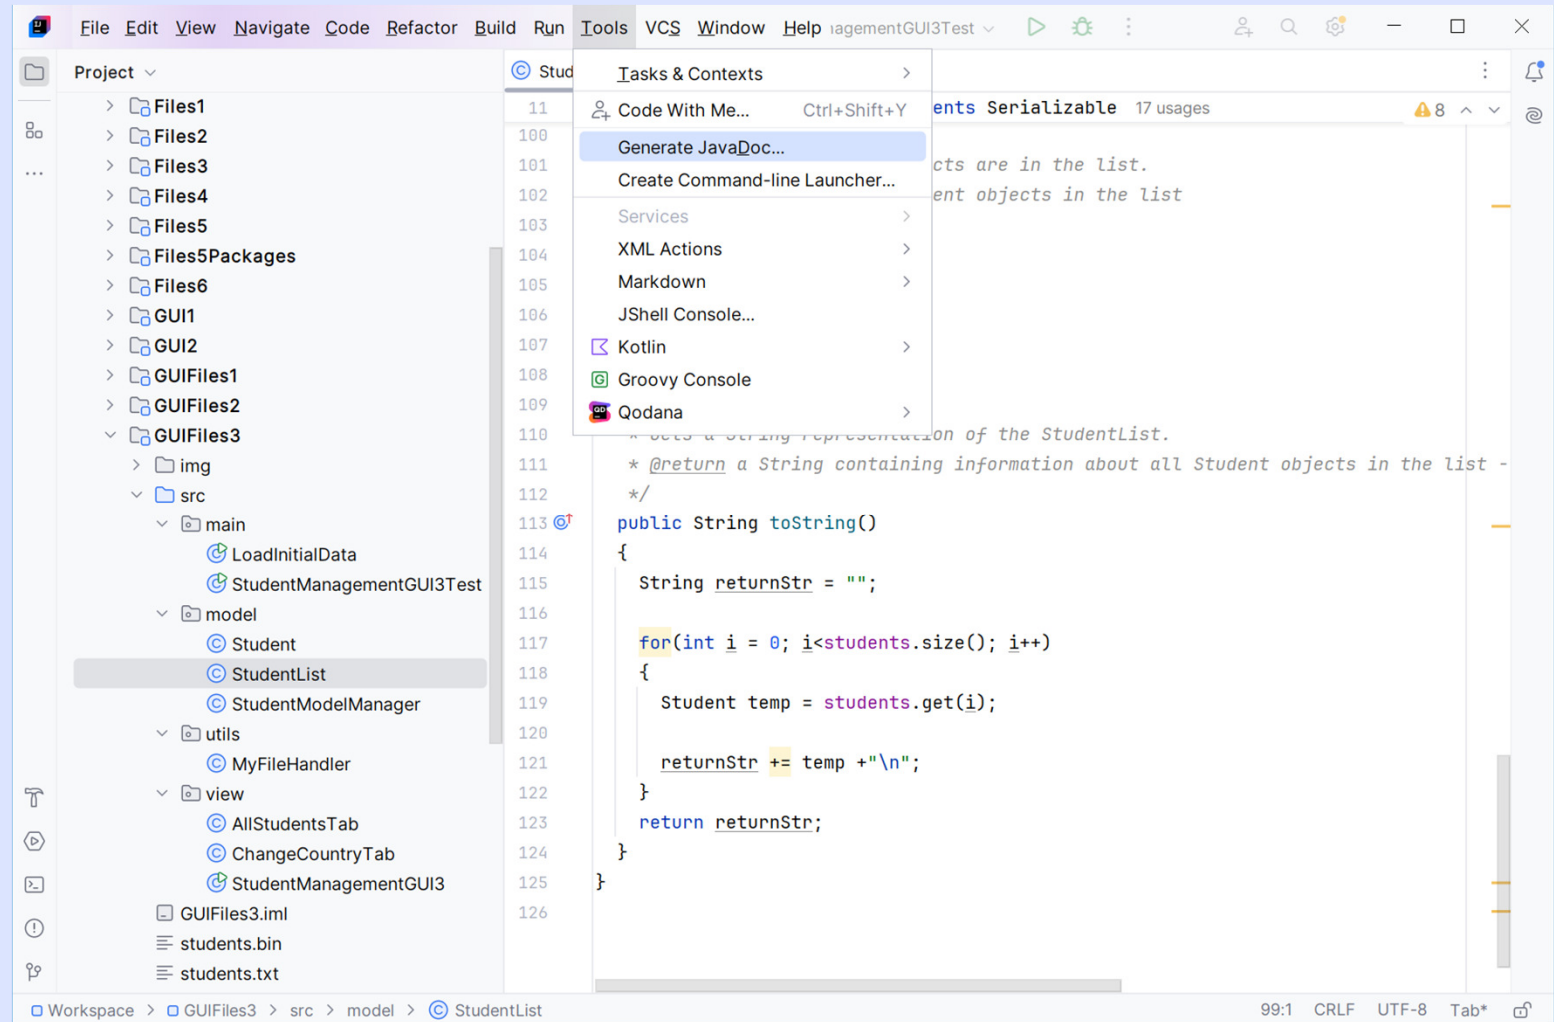 File Edit View Navigate Code Refactor Build Run Tools VCS Window Help agementGUI3Test
Project
Files1
Files2
Files3
Files4
Files5
Files5Packages
Files6
GUI1
GUI2
GUIFiles1
GUIFiles2
GUIFiles3
img
src
main
LoadInitialData
StudentManagementGUI3Test
model
Student
StudentList
StudentModelManager
utils
MyFileHandler
view
AllStudentsTab
ChangeCountryTab
StudentManagementGUI3
GUIFiles3.iml
students.bin
students.txt
Stud
Tasks & Contexts
Code With Me... Ctrl+Shift+Y
Generate JavaDoc...
Create Command-line Launcher...
Services
XML Actions
Markdown
JShell Console...
Kotlin
Groovy Console
Qodana
11 ents Serializable 17 usages 8
100
101 cts are in the list.
102 ent objects in the list
103
104
105
106
107
108
109
110 * Gets a String representation of the StudentList.
111 * @return a String containing information about all Student objects in the list -
112 */
113 public String toString()
114 {
115 String returnStr = "";
116
117 for(int i = 0; i<students.size(); i++)
118 {
119 Student temp = students.get(i);
120
121 returnStr += temp +"\n";
122 }
123 return returnStr;
124 }
125 }
126
Workspace > GUIFiles3 > src > model > StudentList 99:1 CRLF UTF-8 Tab*